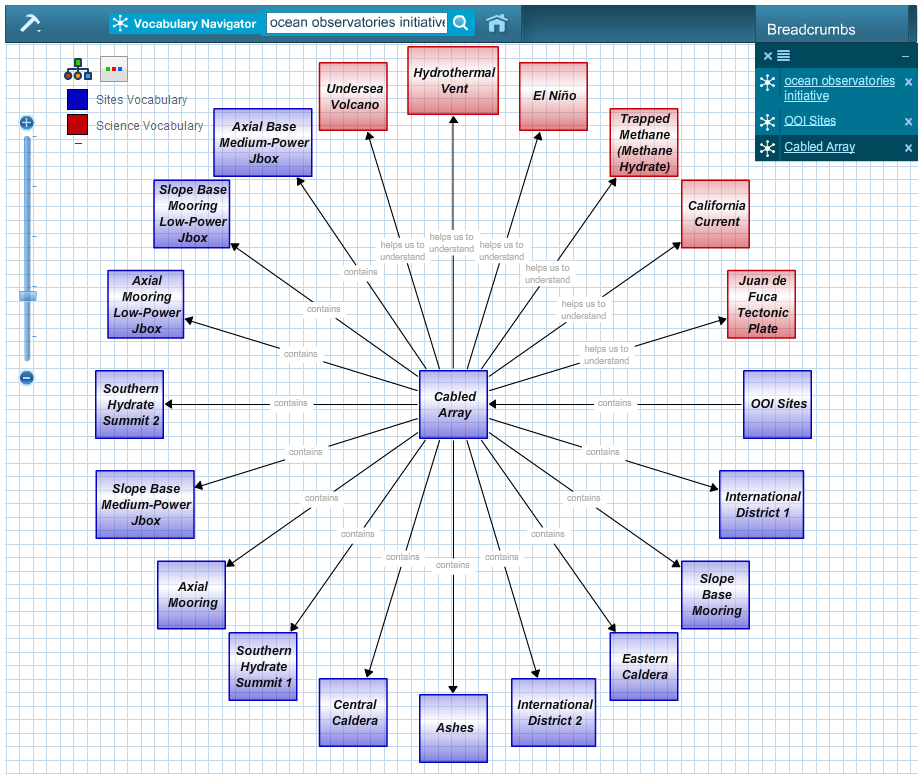 Vocabulary Navigator
ocean observatories initiative
Breadcrumbs
ocean observatories
initiative
OOI Sites
Cabled Array
Sites Vocabulary
Science Vocabulary
Undersea
Volcano
Hydrothermal
Vent
El Niño
Trapped
Methane
(Methane
Hydrate)
California
Current
Juan de
Fuca
Tectonic
Plate
Axial Base
Medium-Power
Jbox
Slope Base
Mooring
Low-Power
Jbox
Axial
Mooring
Low-Power
Jbox
helps us to
understand
helps us to
understand
helps us to
understand
helps us to
understand
helps us to
understand
helps us to
understand
contains
contains
contains
Southern
Hydrate
Summit 2
contains
Cabled
Array
contains
OOI Sites
Slope Base
Medium-Power
Jbox
contains
contains
International
District 1
contains
contains
Axial
Mooring
contains
contains
Slope
Base
Mooring
contains
contains
contains
Southern
Hydrate
Summit 1
Eastern
Caldera
Central
Caldera
Ashes
International
District 2